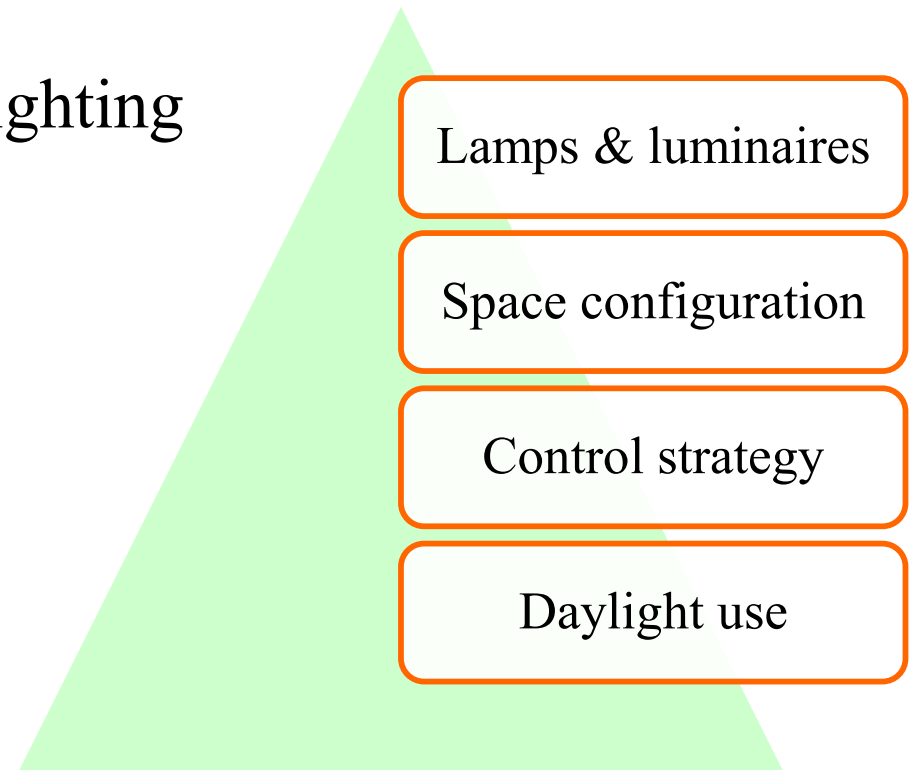 ghting
Lamps & luminaires
Space configuration
Control strategy
Daylight use